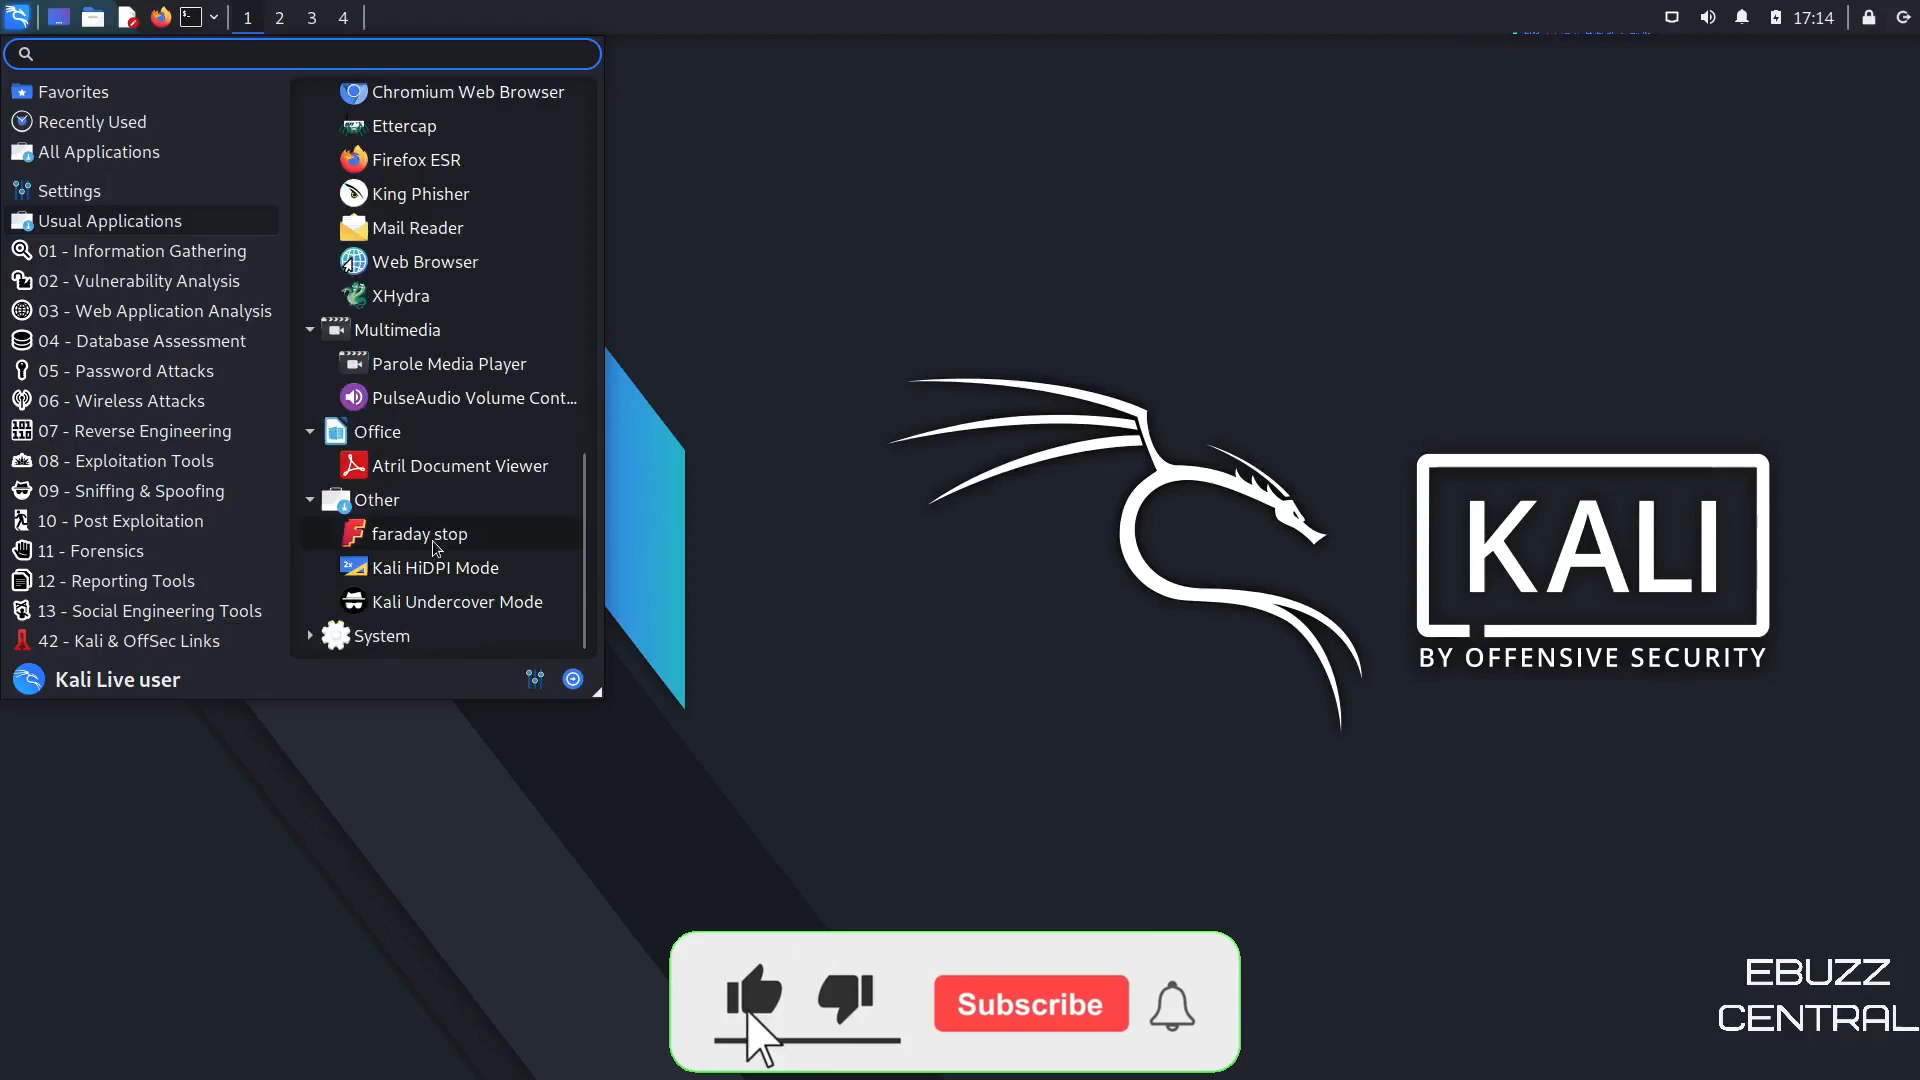 1 2 3 4
17:14
Favorites
Recently Used
All Applications
Settings
Usual Applications
01 - Information Gathering
02 - Vulnerability Analysis
03 - Web Application Analysis
04 - Database Assessment
05 - Password Attacks
06 - Wireless Attacks
07 - Reverse Engineering
08 - Exploitation Tools
09 - Sniffing & Spoofing
10 - Post Exploitation
11 - Forensics
12 - Reporting Tools
13 - Social Engineering Tools
42 - Kali & OffSec Links
Kali Live user
Chromium Web Browser
Ettercap
Firefox ESR
King Phisher
Mail Reader
Web Browser
XHydra
Multimedia
Parole Media Player
PulseAudio Volume Cont...
Office
Atril Document Viewer
Other
faraday stop
2x
Kali HiDPI Mode
Kali Undercover Mode
System
KALI
BY OFFENSIVE SECURITY
Subscribe
EBUZZ
CENTRAL